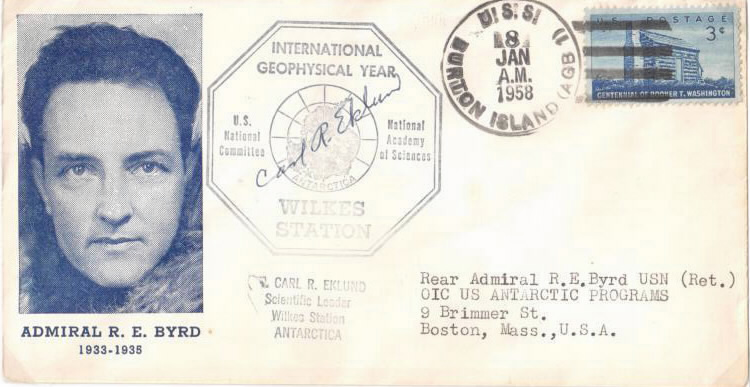 ADMIRAL R. E. BYRD
1933-1935
INTERNATIONAL
GEOPHYSICAL YEAR
U.S.
National
Committee
National
Academy
of Sciences
Carl R. Eklund
ANTARCTICA
WILKES
STATION
CARL R. EKLUND
Scientific Leader
Wilkes Station
ANTARCTICA
U.S.S. BURTON ISLAND (AGB 1)
8
JAN
A.M.
1958
U.S. POSTAGE
3¢
CENTENNIAL OF BOOKER T. WASHINGTON
Rear Admiral R.E.Byrd USN (Ret.)
OIC US ANTARCTIC PROGRAMS
9 Brimmer St.
Boston, Mass.,U.S.A.